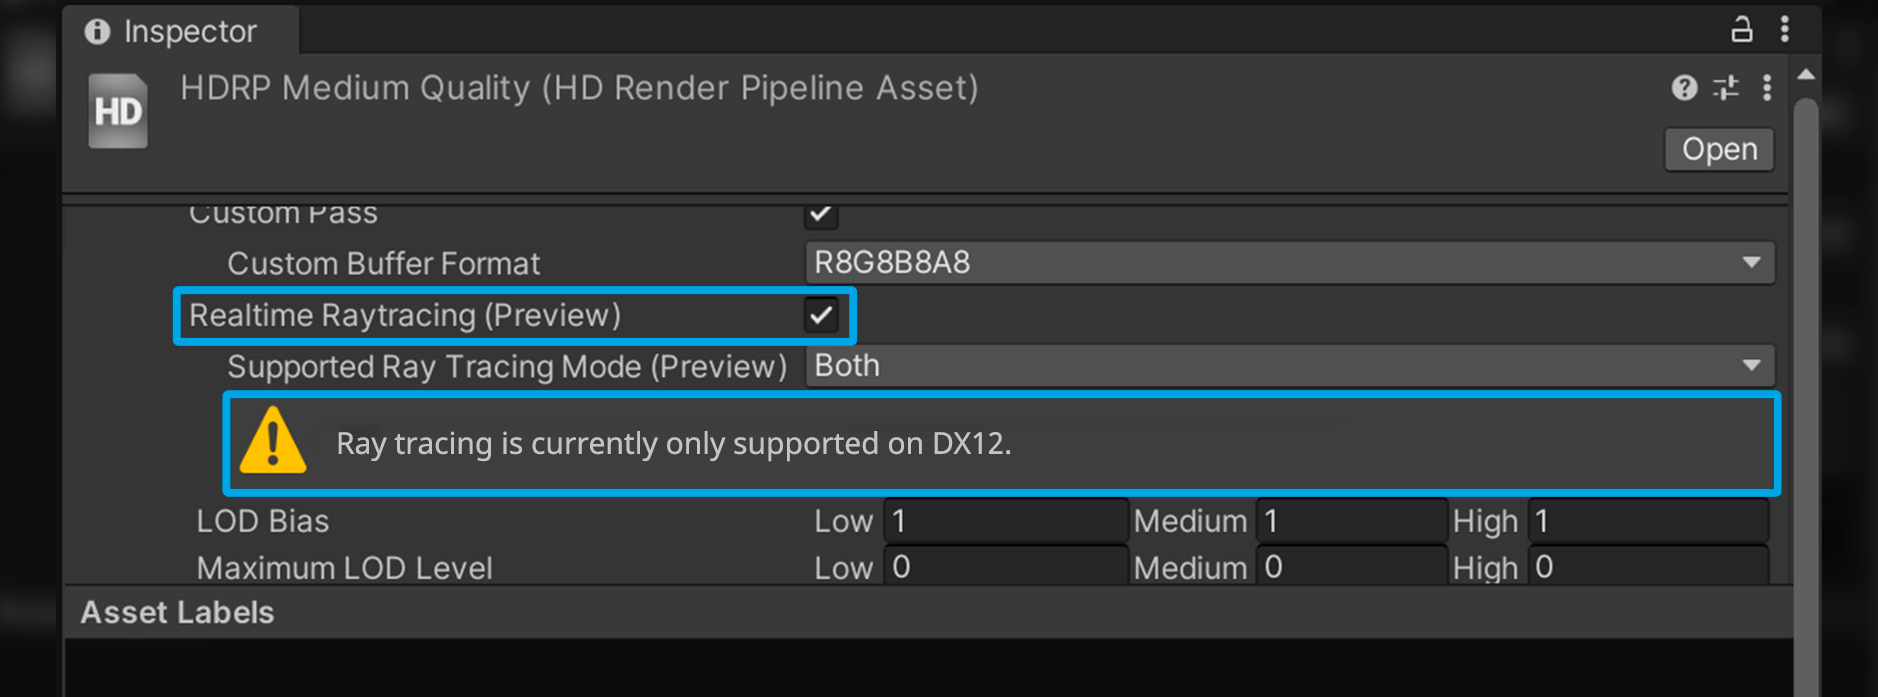 Inspector
HD
HDRP Medium Quality (HD Render Pipeline Asset)
Open
Custom Pass
Custom Buffer Format R8G8B8A8
Realtime Raytracing (Preview)
Supported Ray Tracing Mode (Preview) Both
Ray tracing is currently only supported on DX12.
LOD Bias Low 1 Medium 1 High 1
Maximum LOD Level Low 0 Medium 0 High 0
Asset Labels